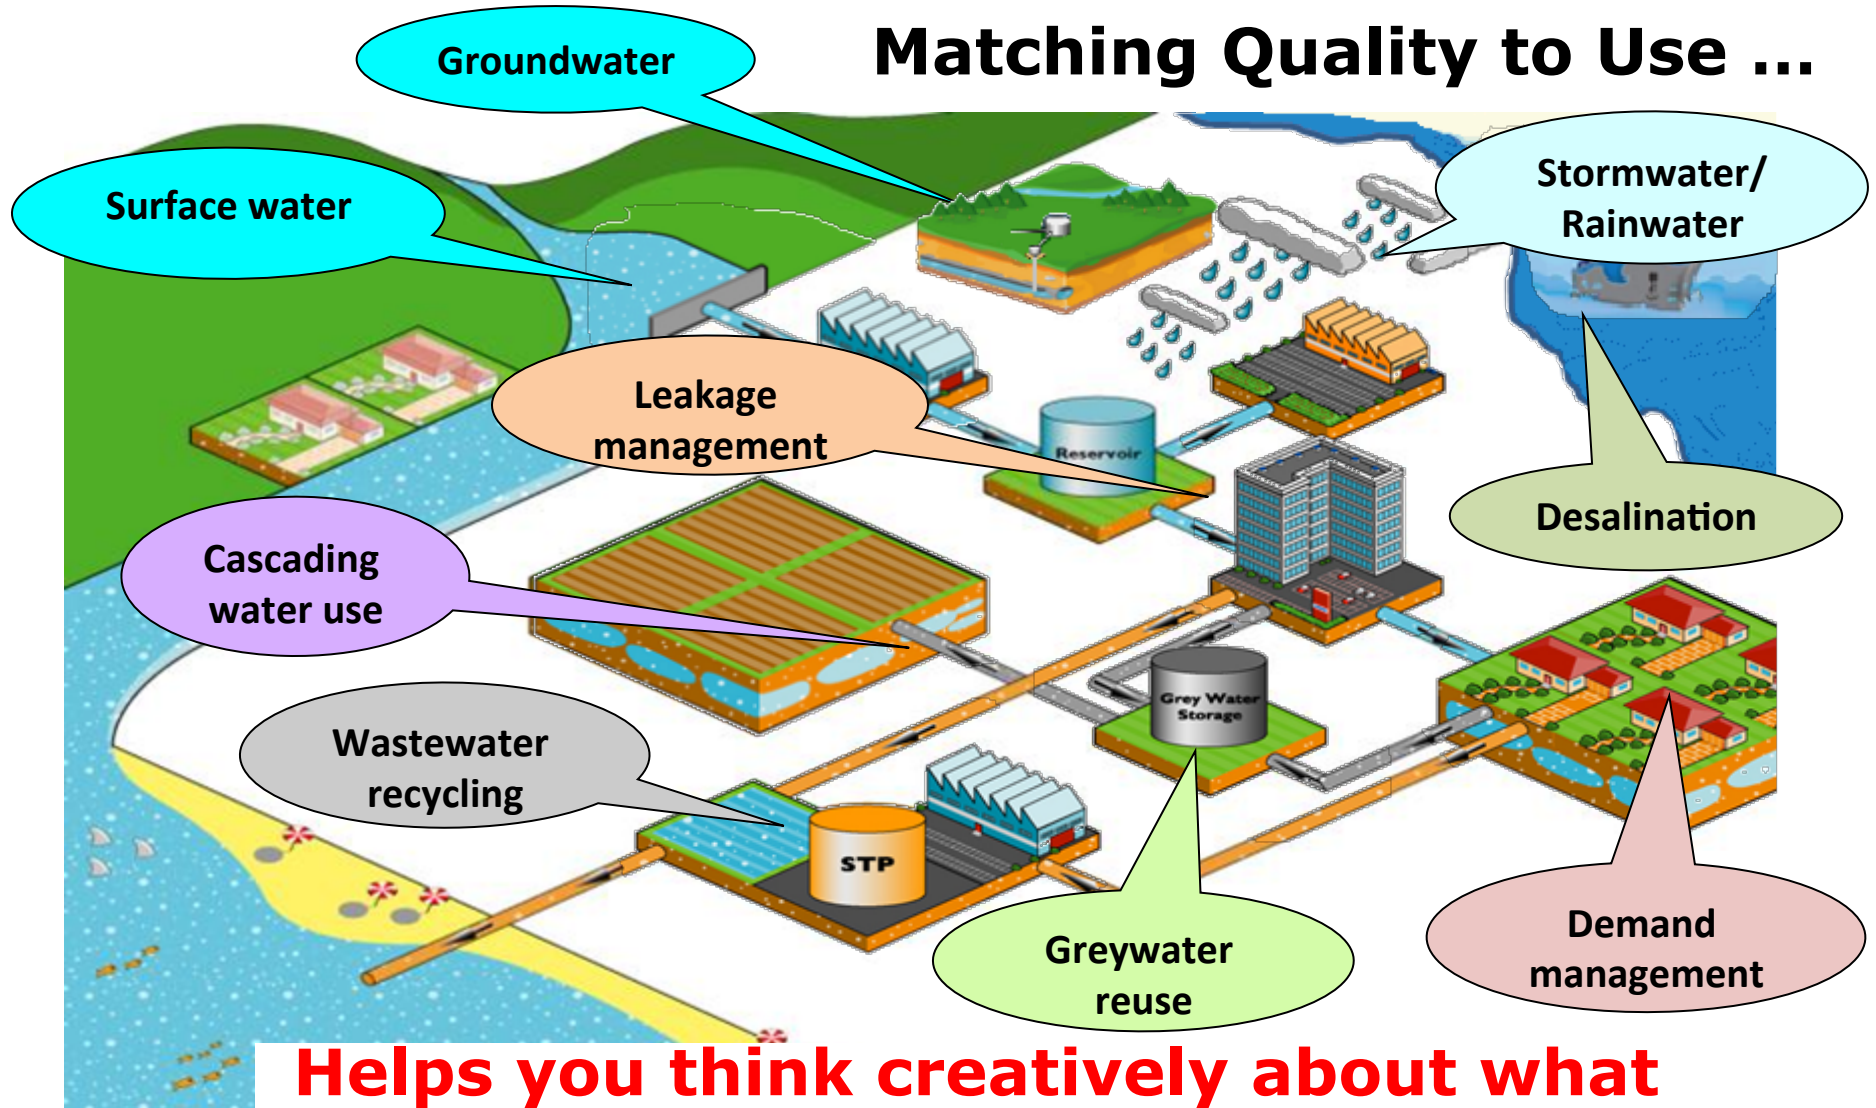 Matching Quality to Use ...
Groundwater
Surface water
Stormwater/
Rainwater
Leakage
management
Reservoir
Desalination
Cascading
water use
Grey Water
Storage
Wastewater
recycling
STP
Greywater
reuse
Demand
management
Helps you think creatively about what